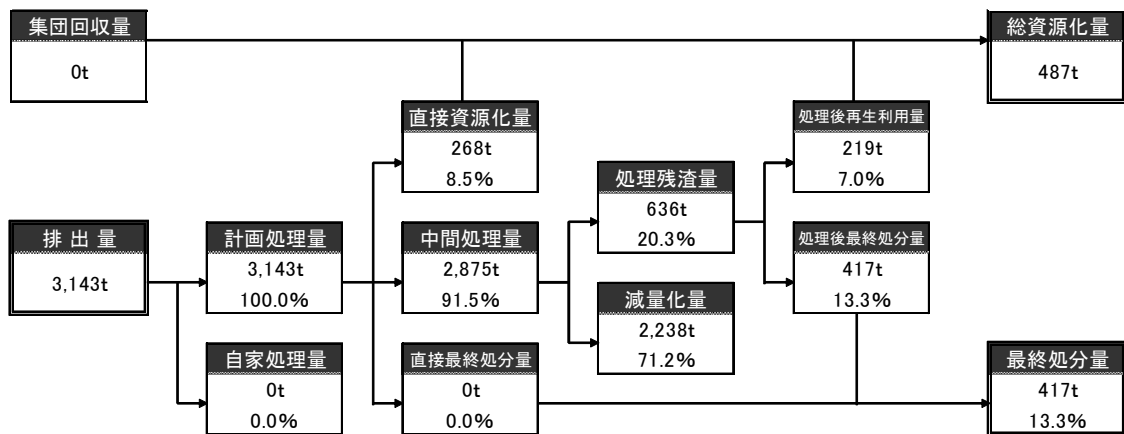 集団回収量
0t
総資源化量
487t
直接資源化量
268t
8.5%
処理後再生利用量
219t
7.0%
処理残渣量
636t
20.3%
排 出 量
3,143t
計画処理量
3,143t
100.0%
中間処理量
2,875t
91.5%
処理後最終処分量
417t
13.3%
減量化量
2,238t
71.2%
自家処理量
0t
0.0%
直接最終処分量
0t
0.0%
最終処分量
417t
13.3%